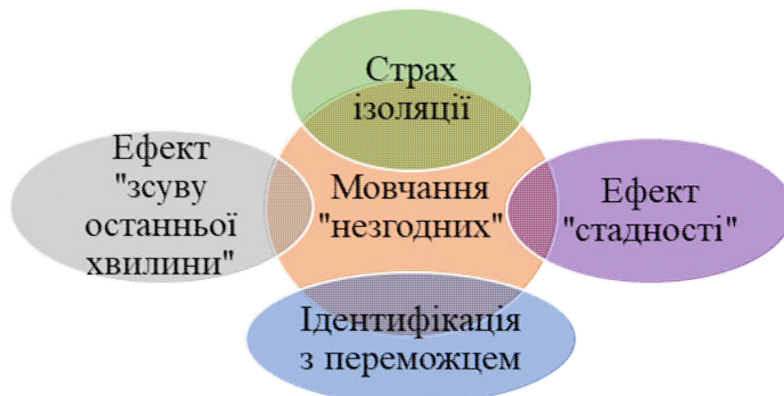 Страх
ізоляції
Ефект
"зсуву
останньої
хвилини"
Мовчання
"незгодних"
Ефект
"стадності"
Ідентифікація
з переможцем